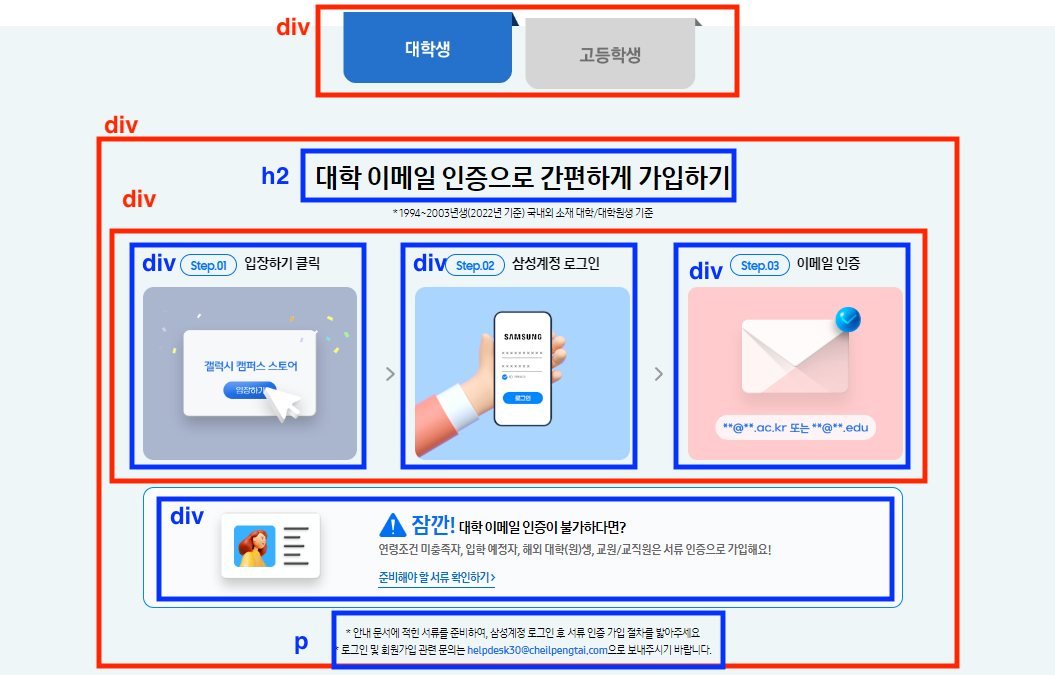 div
대학생
고등학생
div
h2
대학 이메일 인증으로 간편하게 가입하기
div
*1994~2003년생(2022년 기준) 국내외 소재 대학/대학원생 기준
div Step.01 입장하기 클릭
div Step.02 삼성계정 로그인
div Step.03 이메일 인증
갤럭시 캠퍼스 스토어
입장하기
>
SAMSUNG
**********
*******
로그인
>
**@**.ac.kr 또는 **@**.edu
div
잠깐! 대학 이메일 인증이 불가하다면?
연령조건 미충족자, 입학 예정자, 해외 대학(원)생, 교원/교직원은 서류 인증으로 가입해요!
준비해야 할 서류 확인하기>
p
* 안내 문서에 적힌 서류를 준비하여, 삼성계정 로그인 후 서류 인증 가입 절차를 밟아주세요
* 로그인 및 회원가입 관련 문의는 helpdesk30@cheilpengtai.com으로 보내주시기 바랍니다.